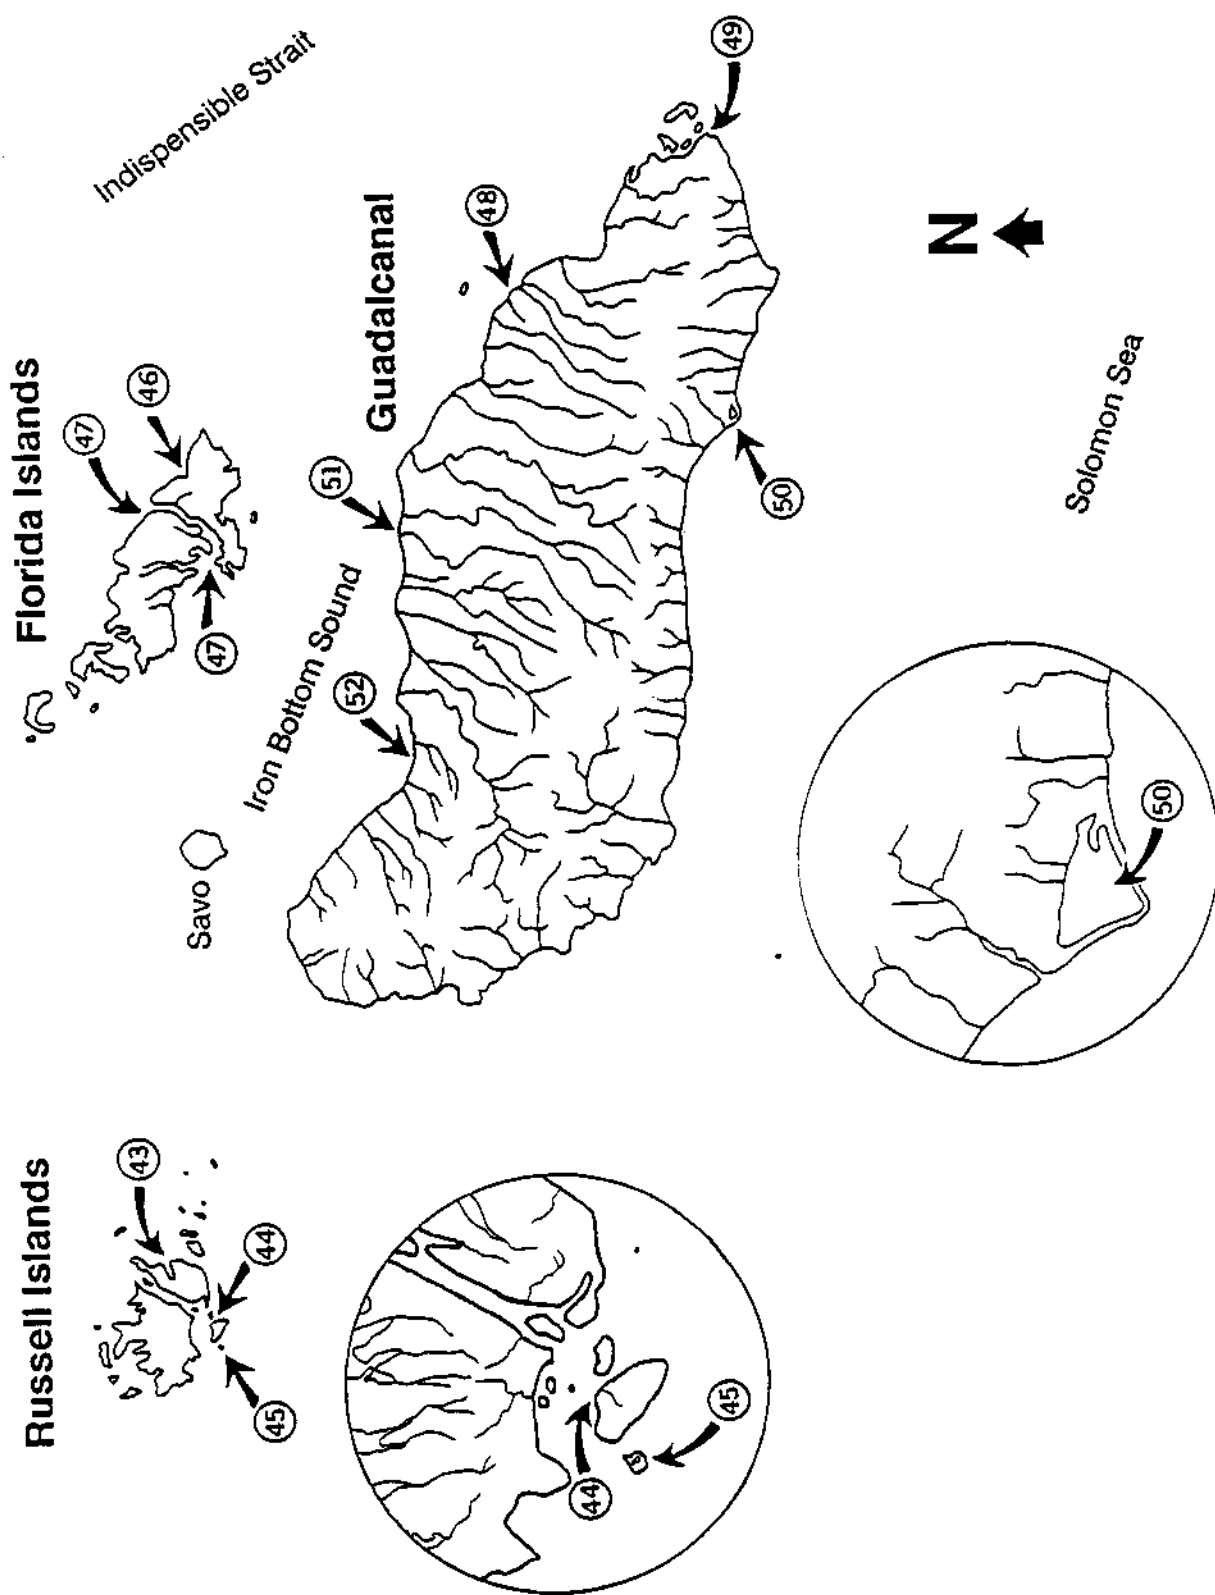 Russell Islands
43
44
45
44
45
Florida Islands
47
46
47
Indispensible Strait
Savo
Iron Bottom Sound
52
51
Guadalcanal
48
49
50
50
N
Solomon Sea